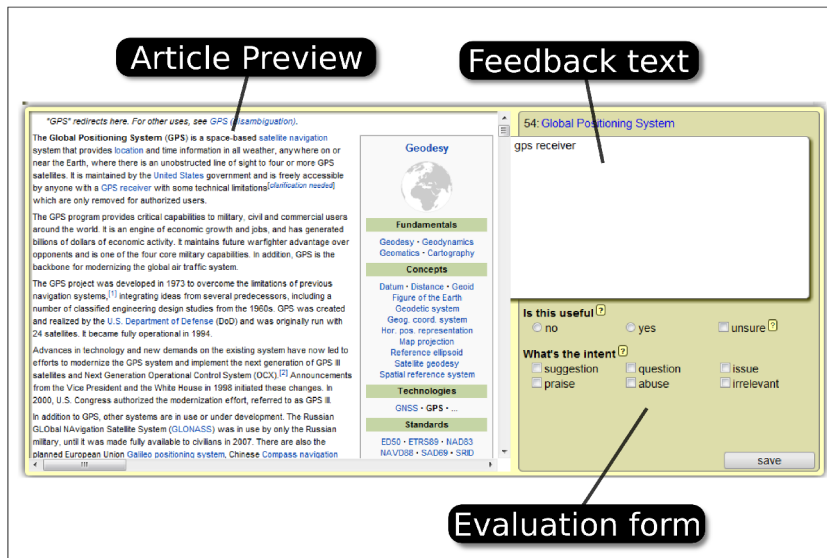 Article Preview
Feedback text
"GPS" redirects here. For other uses, see GPS (disambiguation).
The Global Positioning System (GPS) is a space-based satellite navigation
system that provides location and time information in all weather, anywhere on or
near the Earth, where there is an unobstructed line of sight to four or more GPS
satellites. It is maintained by the United States government and is freely accessible
by anyone with a GPS receiver with some technical limitations[clarification needed]
which are only removed for authorized users.
The GPS program provides critical capabilities to military, civil and commercial users
around the world. It is an engine of economic growth and jobs, and has generated
billions of dollars of economic activity. It maintains future warfighter advantage over
opponents and is one of the four core military capabilities. In addition, GPS is the
backbone for modernizing the global air traffic system.
The GPS project was developed in 1973 to overcome the limitations of previous
navigation systems,[1] integrating ideas from several predecessors, including a
number of classified engineering design studies from the 1960s. GPS was created
and realized by the U.S. Department of Defense (DoD) and was originally run with
24 satellites. It became fully operational in 1994.
Advances in technology and new demands on the existing system have now led to
efforts to modernize the GPS system and implement the next generation of GPS III
satellites and Next Generation Operational Control System (OCX).[2] Announcements
from the Vice President and the White House in 1998 initiated these changes. In
2000, U.S. Congress authorized the modernization effort, referred to as GPS III.
In addition to GPS, other systems are in use or under development. The Russian
GLObal NAvigation Satellite System (GLONASS) was in use by only the Russian
military, until it was made fully available to civilians in 2007. There are also the
planned European Union Galileo positioning system, Chinese Compass navigation
Geodesy
Fundamentals
Geodesy · Geodynamics
Geomatics · Cartography
Concepts
Datum · Distance · Geoid
Figure of the Earth
Geodetic system
Geog. coord. system
Hor. pos. representation
Map projection
Reference ellipsoid
Satellite geodesy
Spatial reference system
Technologies
GNSS · GPS · ...
Standards
ED50 · ETRS89 · NAD83
NAVD88 · SAD69 · SRID
54: Global Positioning System
gps receiver
Is this useful ?
no yes unsure ?
What's the intent ?
suggestion question issue
praise abuse irrelevant
save
Evaluation form